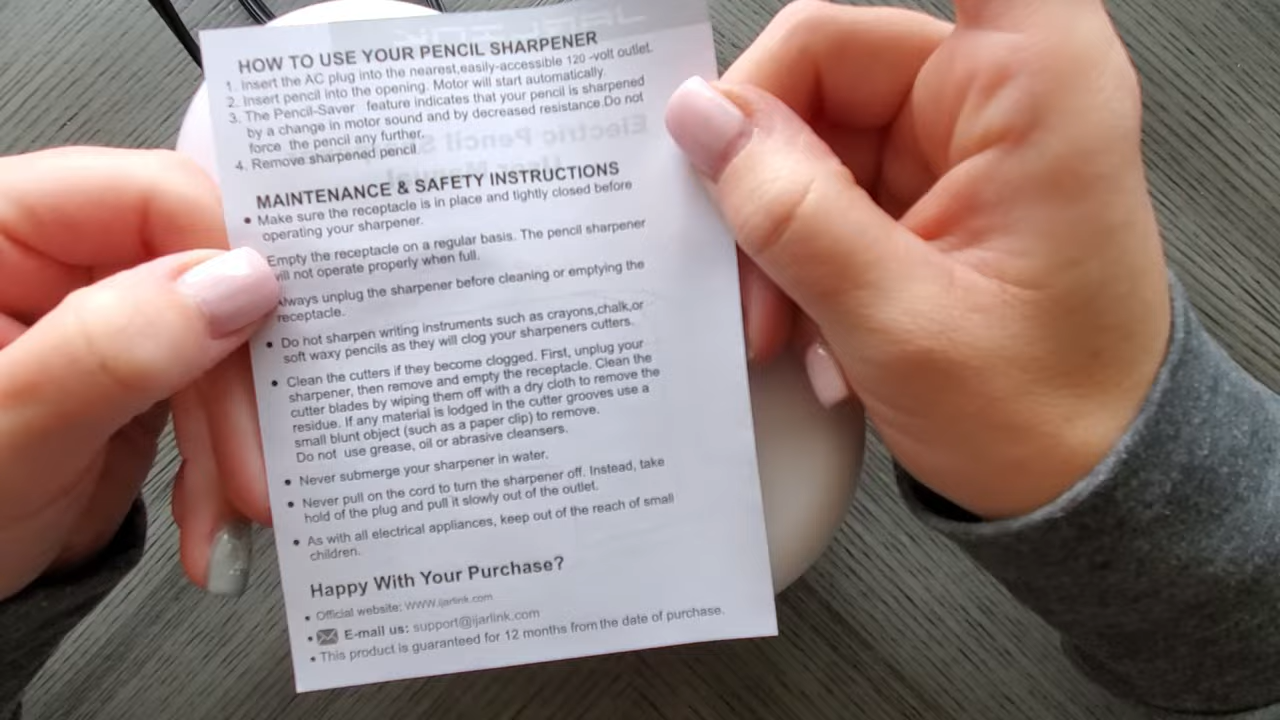 HOW TO USE YOUR PENCIL SHARPENER
1. Insert the AC plug into the nearest,easily-accessible 120 -volt outlet.
2. Insert pencil into the opening. Motor will start automatically.
3. The Pencil-Saver feature indicates that your pencil is sharpened
by a change in motor sound and by decreased resistance.Do not
force the pencil any further.
4. Remove sharpened pencil.
MAINTENANCE & SAFETY INSTRUCTIONS
• Make sure the receptacle is in place and tightly closed before
operating your sharpener.
Empty the receptacle on a regular basis. The pencil sharpener
will not operate properly when full.
Always unplug the sharpener before cleaning or emptying the
receptacle.
• Do not sharpen writing instruments such as crayons,chalk,or
soft waxy pencils as they will clog your sharpeners cutters.
• Clean the cutters if they become clogged. First, unplug your
sharpener, then remove and empty the receptacle. Clean the
cutter blades by wiping them off with a dry cloth to remove the
residue. If any material is lodged in the cutter grooves use a
small blunt object (such as a paper clip) to remove.
Do not use grease, oil or abrasive cleansers.
• Never submerge your sharpener in water.
• Never pull on the cord to turn the sharpener off. Instead, take
hold of the plug and pull it slowly out of the outlet.
• As with all electrical appliances, keep out of the reach of small
children.
Happy With Your Purchase?
• Official website: WWW.ijarlink.com
• E-mail us: support@ijarlink.com
• This product is guaranteed for 12 months from the date of purchase.